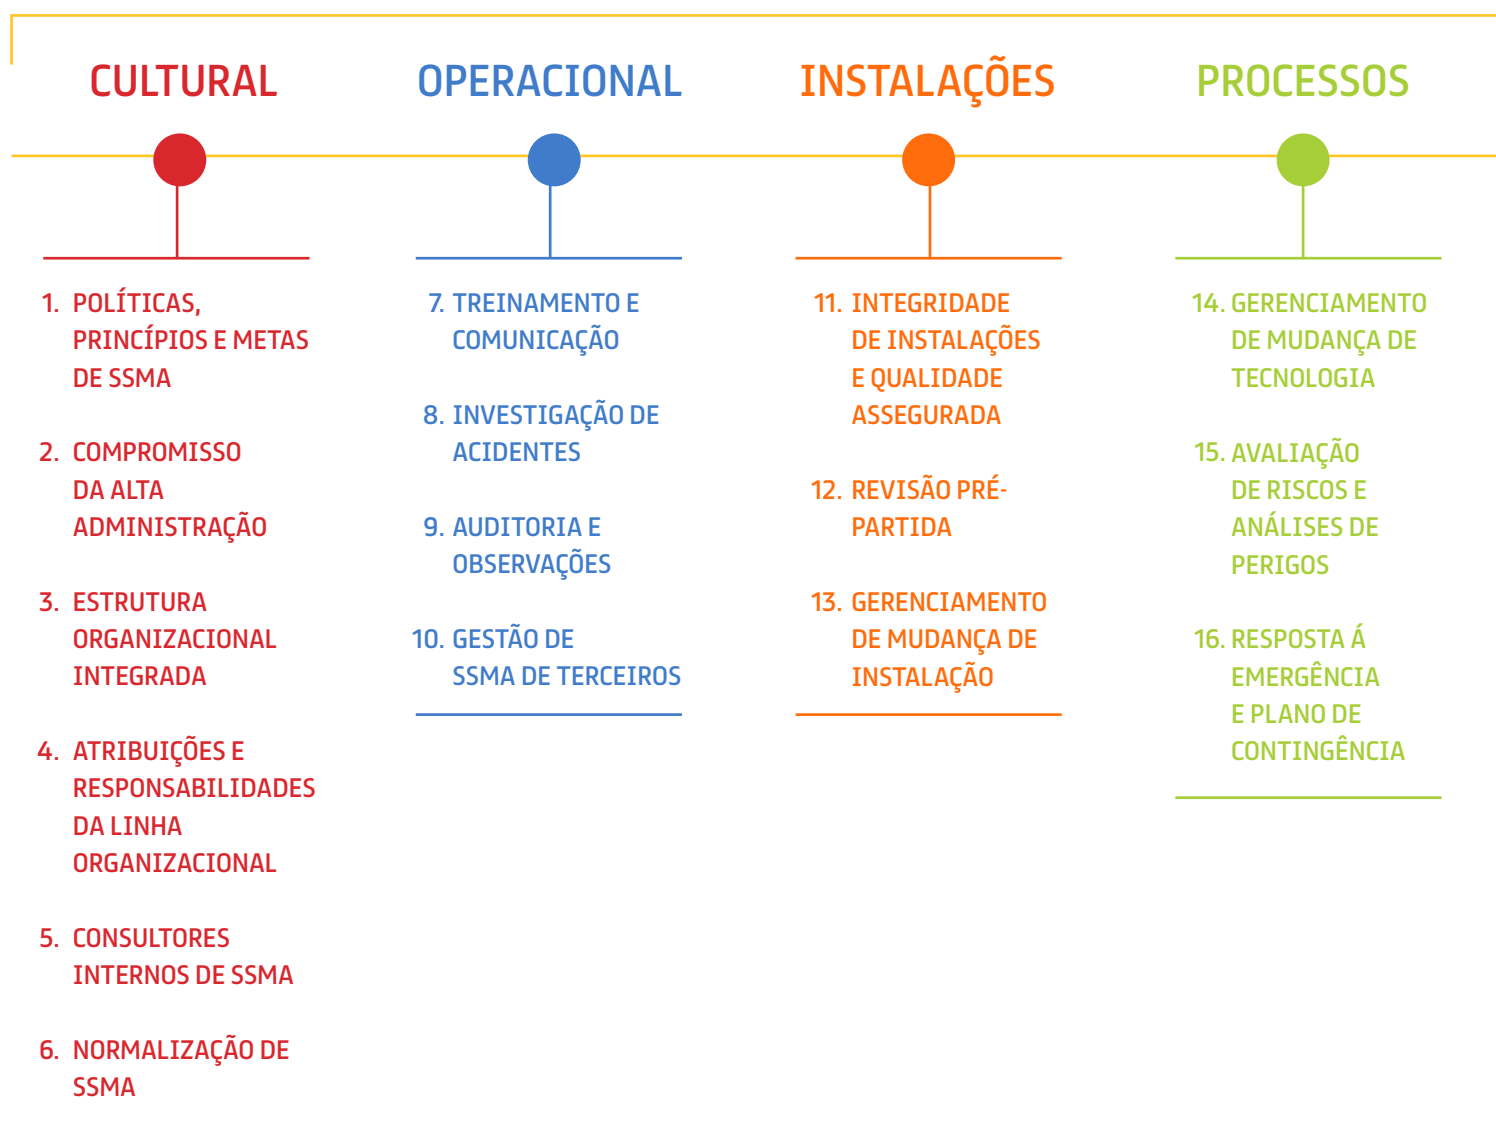 CULTURAL
OPERACIONAL
INSTALAÇÕES
PROCESSOS
1. POLÍTICAS,
PRINCÍPIOS E METAS
DE SSMA
2. COMPROMISSO
DA ALTA
ADMINISTRAÇÃO
3. ESTRUTURA
ORGANIZACIONAL
INTEGRADA
4. ATRIBUIÇÕES E
RESPONSABILIDADES
DA LINHA
ORGANIZACIONAL
5. CONSULTORES
INTERNOS DE SSMA
6. NORMALIZAÇÃO DE
SSMA
7. TREINAMENTO E
COMUNICAÇÃO
8. INVESTIGAÇÃO DE
ACIDENTES
9. AUDITORIA E
OBSERVAÇÕES
10. GESTÃO DE
SSMA DE TERCEIROS
11. INTEGRIDADE
DE INSTALAÇÕES
E QUALIDADE
ASSEGURADA
12. REVISÃO PRÉ-
PARTIDA
13. GERENCIAMENTO
DE MUDANÇA DE
INSTALAÇÃO
14. GERENCIAMENTO
DE MUDANÇA DE
TECNOLOGIA
15. AVALIAÇÃO
DE RISCOS E
ANÁLISES DE
PERIGOS
16. RESPOSTA Á
EMERGÊNCIA
E PLANO DE
CONTINGÊNCIA